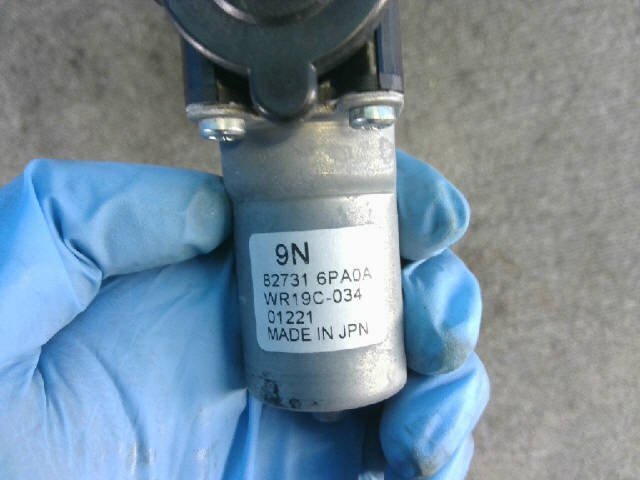 9N
82731 6PA0A
WR19C-034
01221
MADE IN JPN